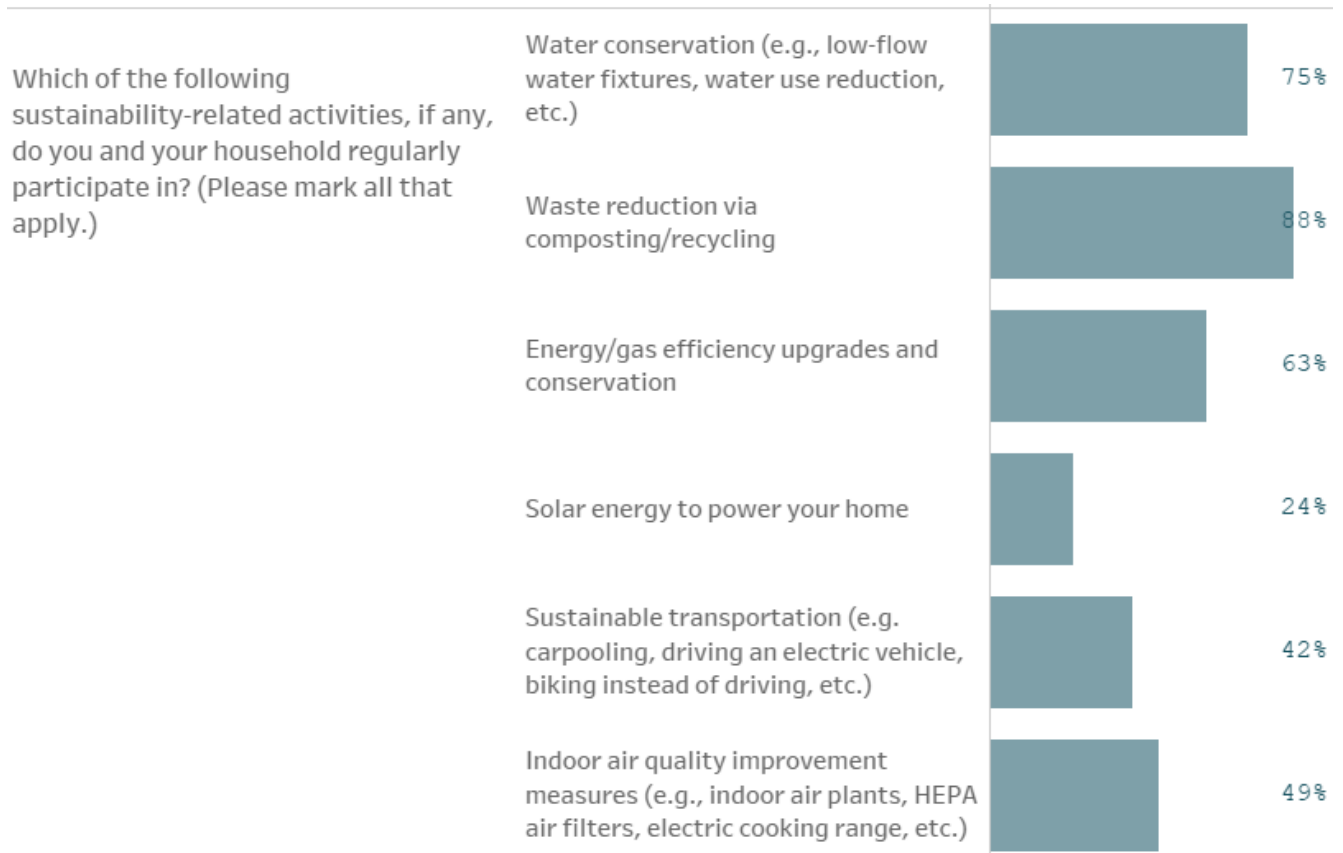 Which of the following
sustainability-related activities, if any,
do you and your household regularly
participate in? (Please mark all that
apply.)
Water conservation (e.g., low-flow
water fixtures, water use reduction,
etc.)
75%
Waste reduction via
composting/recycling
88%
Energy/gas efficiency upgrades and
conservation
63%
Solar energy to power your home
24%
Sustainable transportation (e.g.
carpooling, driving an electric vehicle,
biking instead of driving, etc.)
42%
Indoor air quality improvement
measures (e.g., indoor air plants, HEPA
air filters, electric cooking range, etc.)
49%